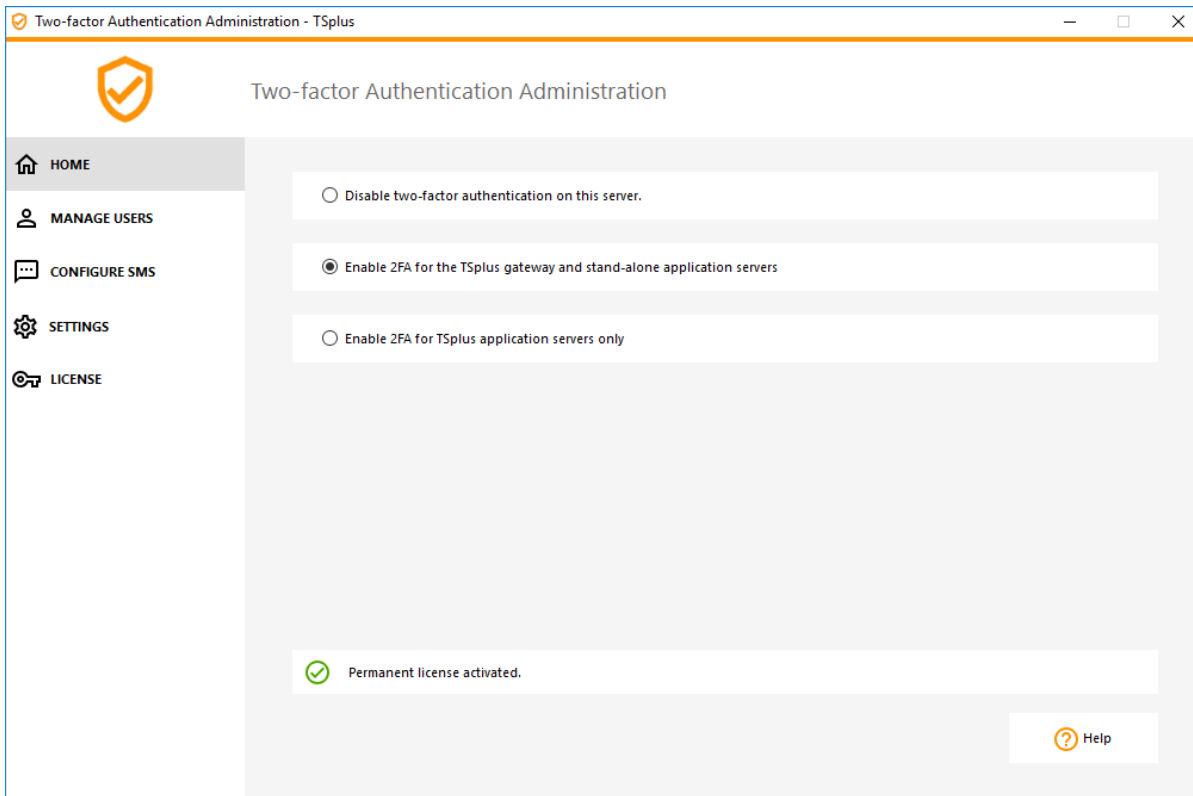 Two-factor Authentication Administration - TSplus
Two-factor Authentication Administration
HOME
MANAGE USERS
CONFIGURE SMS
SETTINGS
LICENSE
Disable two-factor authentication on this server.
Enable 2FA for the TSplus gateway and stand-alone application servers
Enable 2FA for TSplus application servers only
Permanent license activated.
Help